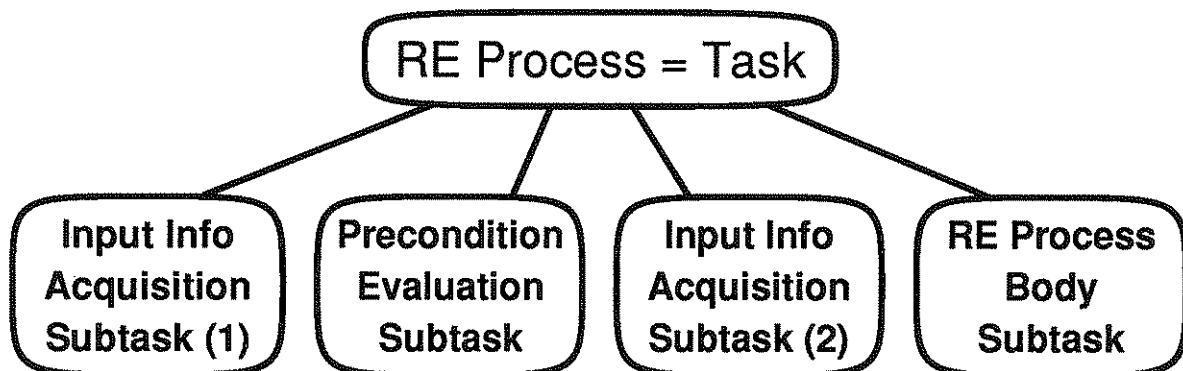 RE Process = Task
Input Info
Acquisition
Subtask (1)
Precondition
Evaluation
Subtask
Input Info
Acquisition
Subtask (2)
RE Process
Body
Subtask